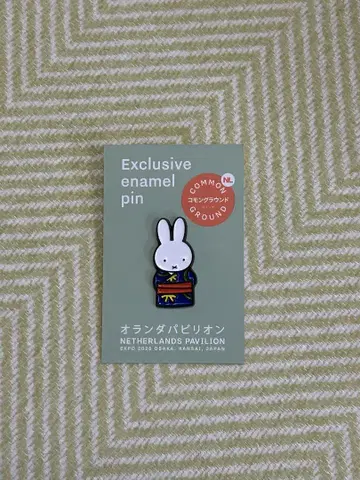 Exclusive
enamel
pin
NL
COMMON
コモングラウンド
GROUND
オランダパビリオン
NETHERLANDS PAVILION
EXPO 2025 OSAKA, KANSAI, JAPAN